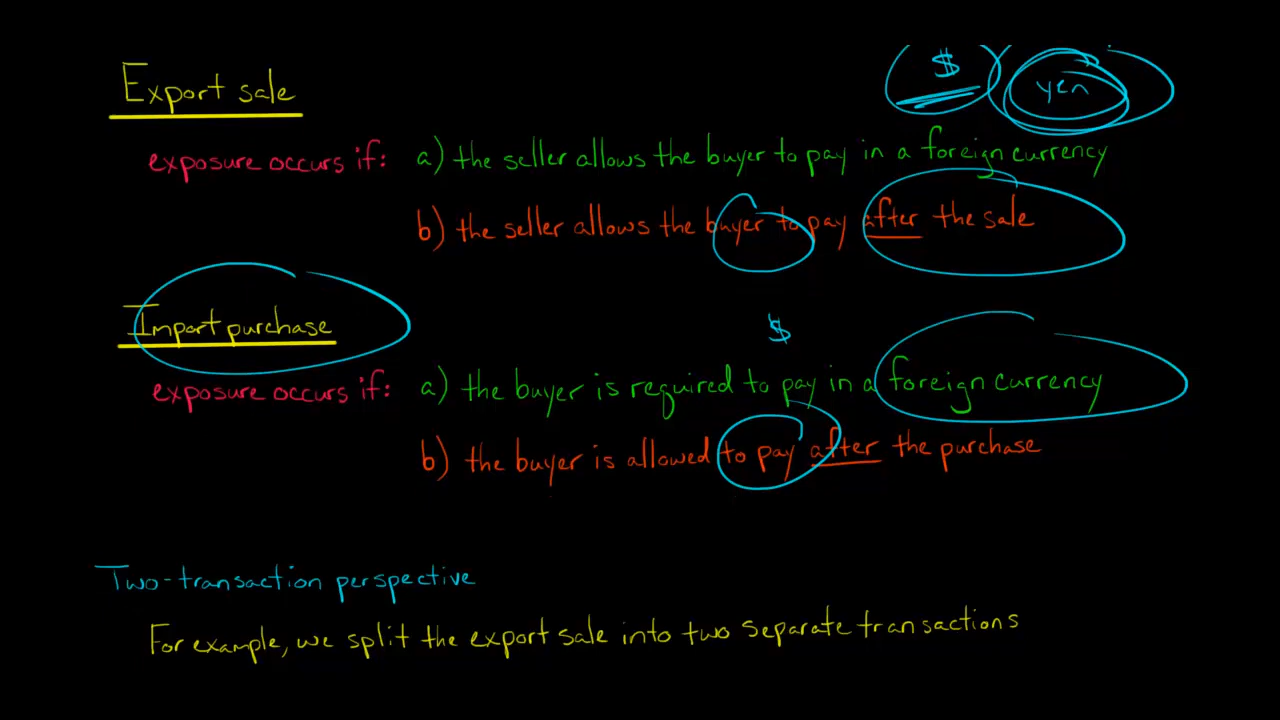 $ yen
Export sale
exposure occurs if: a) the seller allows the buyer to pay in a foreign currency
b) the seller allows the buyer to pay after the sale
Import purchase
$
exposure occurs if: a) the buyer is required to pay in a foreign currency
b) the buyer is allowed to pay after the purchase
Two-transaction perspective
For example, we split the export sale into two separate transactions